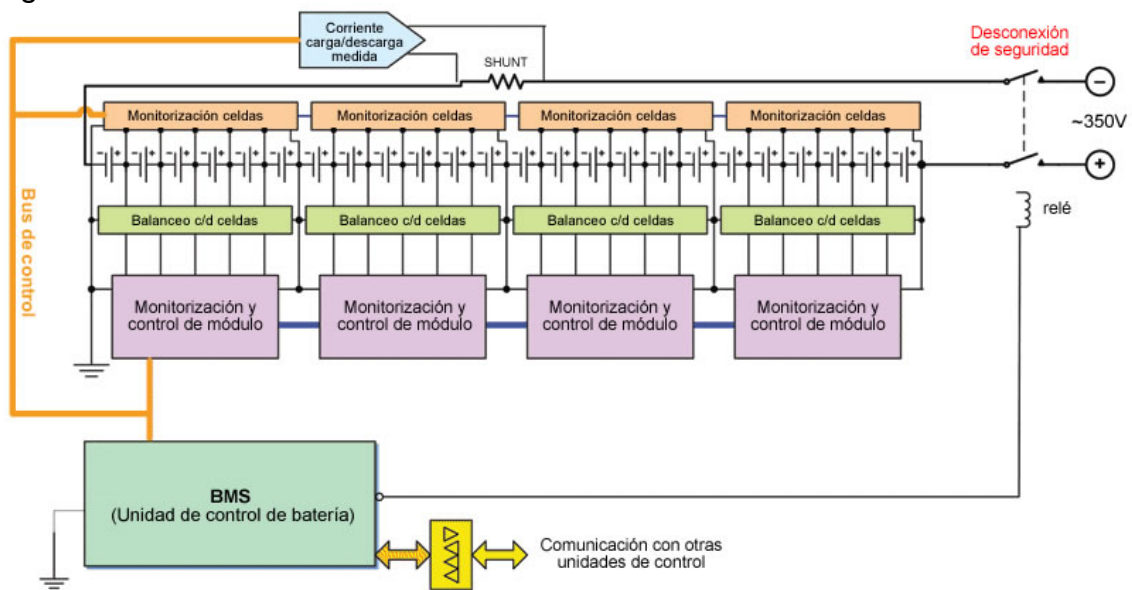 Corriente
carga/descarga
medida
SHUNT
Desconexión
de seguridad
−
~350V
+
Monitorización celdas
Monitorización celdas
Monitorización celdas
Monitorización celdas
Balanceo c/d celdas
Balanceo c/d celdas
Balanceo c/d celdas
Balanceo c/d celdas
relé
Bus de control
Monitorización y
control de módulo
Monitorización y
control de módulo
Monitorización y
control de módulo
Monitorización y
control de módulo
BMS
(Unidad de control de batería)
Comunicación con otras
unidades de control